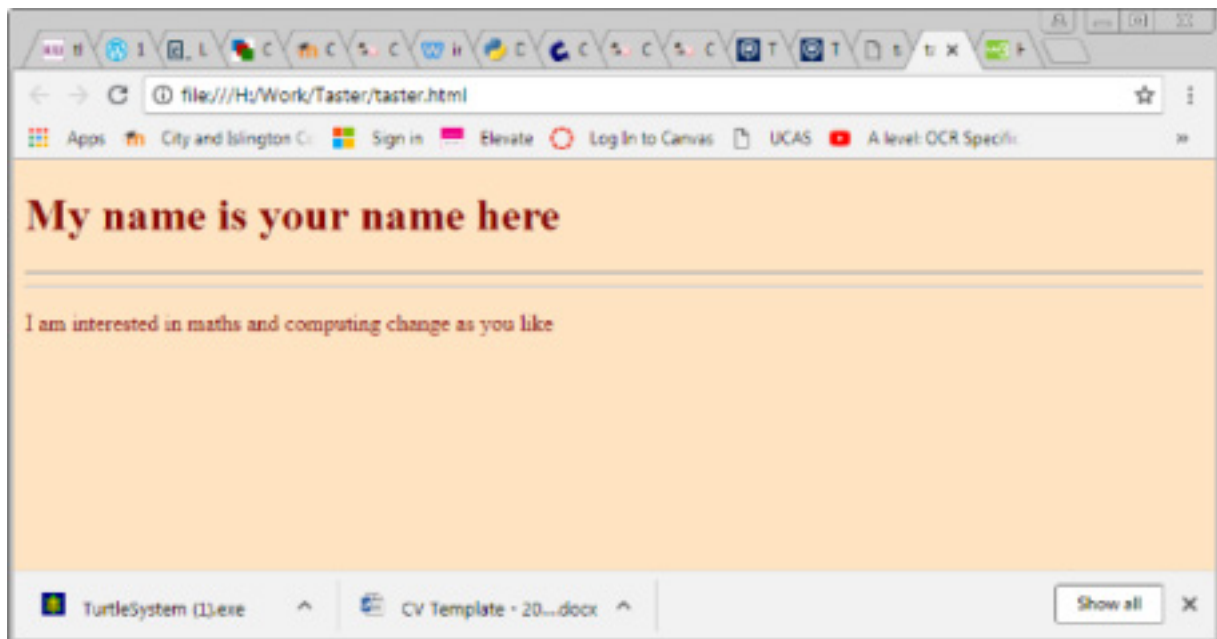 file:///H:/Work/Taster/taster.html
Apps City and Islington C Sign in Elevate Log In to Canvas UCAS A level: OCR Specific
My name is your name here
I am interested in maths and computing change as you like
TurtleSystem (1).exe CV Template - 20....docx Show all